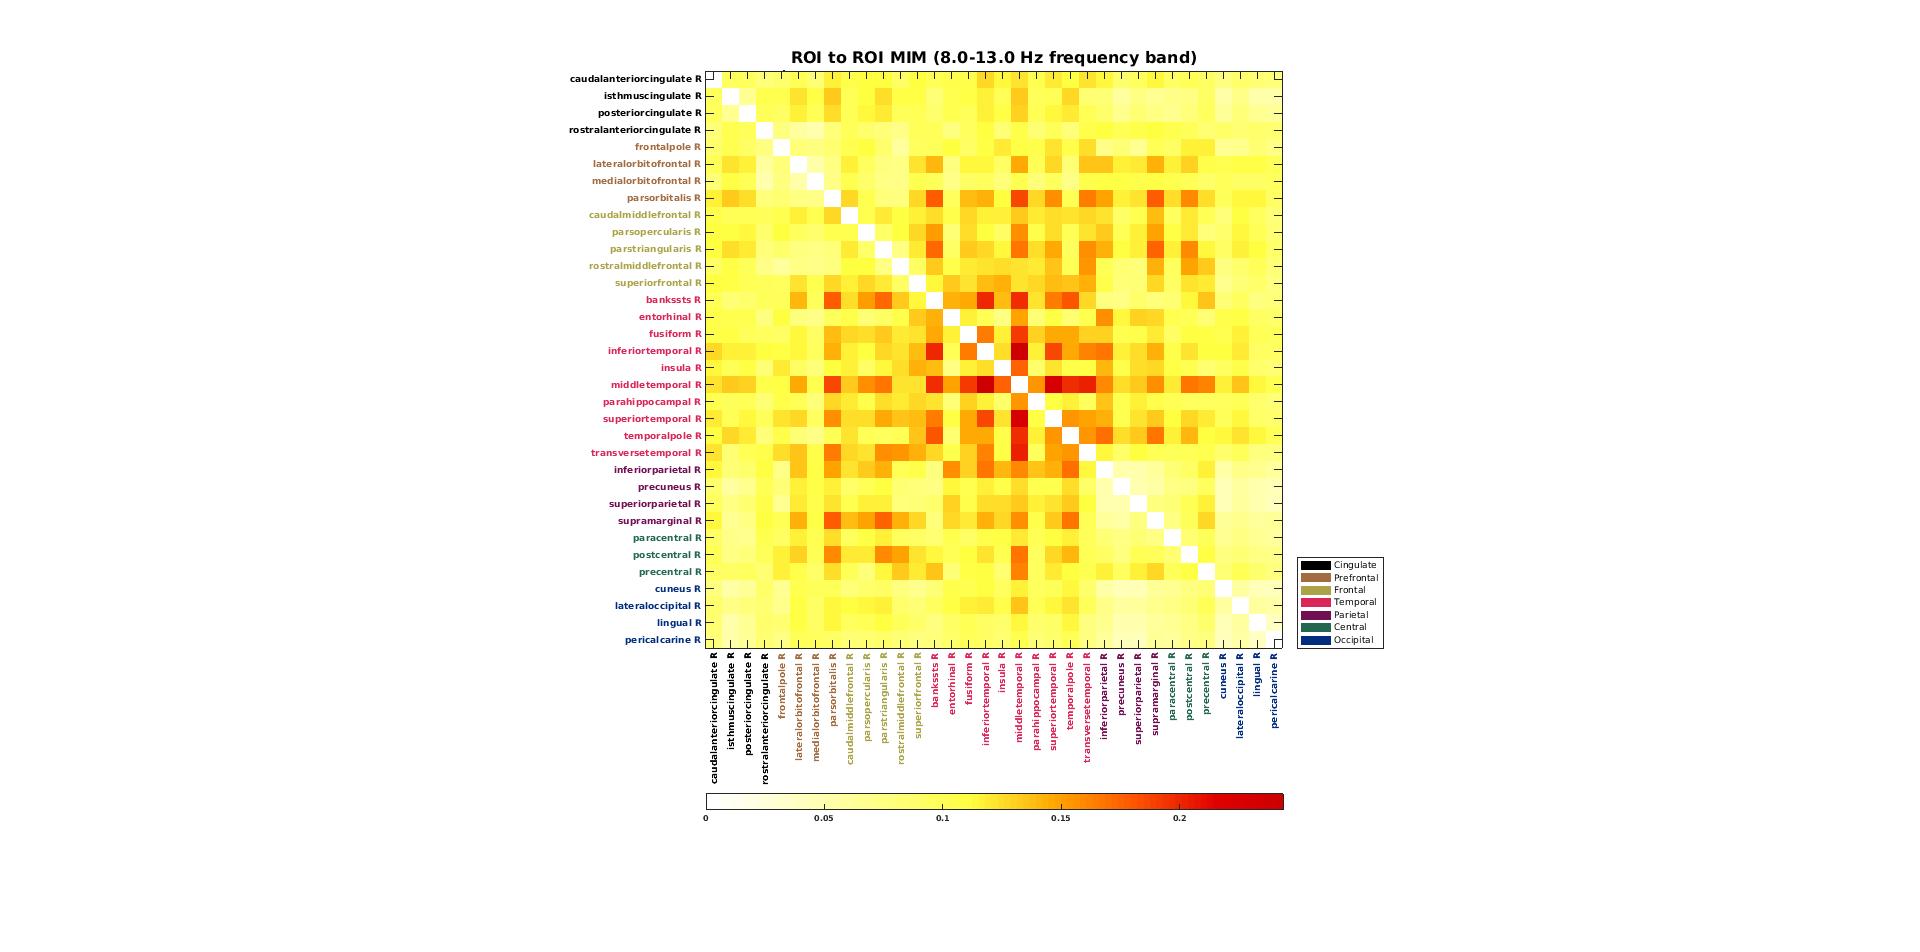 ROI to ROI MIM (8.0-13.0 Hz frequency band)
caudalanteriorcingulate R
isthmuscingulate R
posteriorcingulate R
rostralanteriorcingulate R
frontalpole R
lateralorbitofrontal R
medialorbitofrontal R
parsorbitalis R
caudalmiddlefrontal R
parsopercularis R
parstriangularis R
rostralmiddlefrontal R
superiorfrontal R
bankssts R
entorhinal R
fusiform R
inferiortemporal R
insula R
middletemporal R
parahippocampal R
superiortemporal R
temporalpole R
transversetemporal R
inferiorparietal R
precuneus R
superiorparietal R
supramarginal R
paracentral R
postcentral R
precentral R
cuneus R
lateraloccipital R
lingual R
pericalcarine R
Cingulate
Prefrontal
Frontal
Temporal
Parietal
Central
Occipital
caudalanteriorcingulate R
isthmuscingulate R
posteriorcingulate R
rostralanteriorcingulate R
frontalpole R
lateralorbitofrontal R
medialorbitofrontal R
parsorbitalis R
caudalmiddlefrontal R
parsopercularis R
parstriangularis R
rostralmiddlefrontal R
superiorfrontal R
bankssts R
entorhinal R
fusiform R
inferiortemporal R
insula R
middletemporal R
parahippocampal R
superiortemporal R
temporalpole R
transversetemporal R
inferiorparietal R
precuneus R
superiorparietal R
supramarginal R
paracentral R
postcentral R
precentral R
cuneus R
lateraloccipital R
lingual R
pericalcarine R
0 0.05 0.1 0.15 0.2